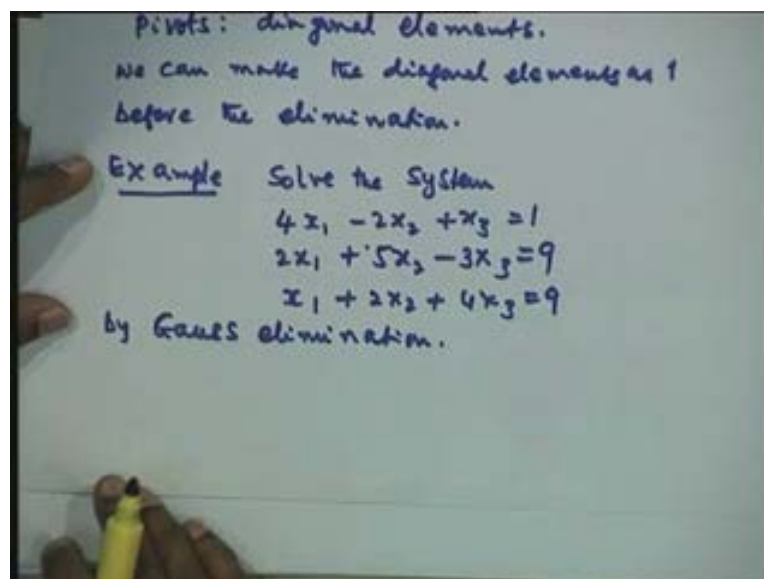 Pivots: diagonal elements.
We can make the diagonal elements as 1
before the elimination.
Example Solve the System
4x₁ - 2x₂ + x₃ = 1
2x₁ + 5x₂ - 3x₃ = 9
x₁ + 2x₂ + 4x₃ = 9
by Gauss elimination.